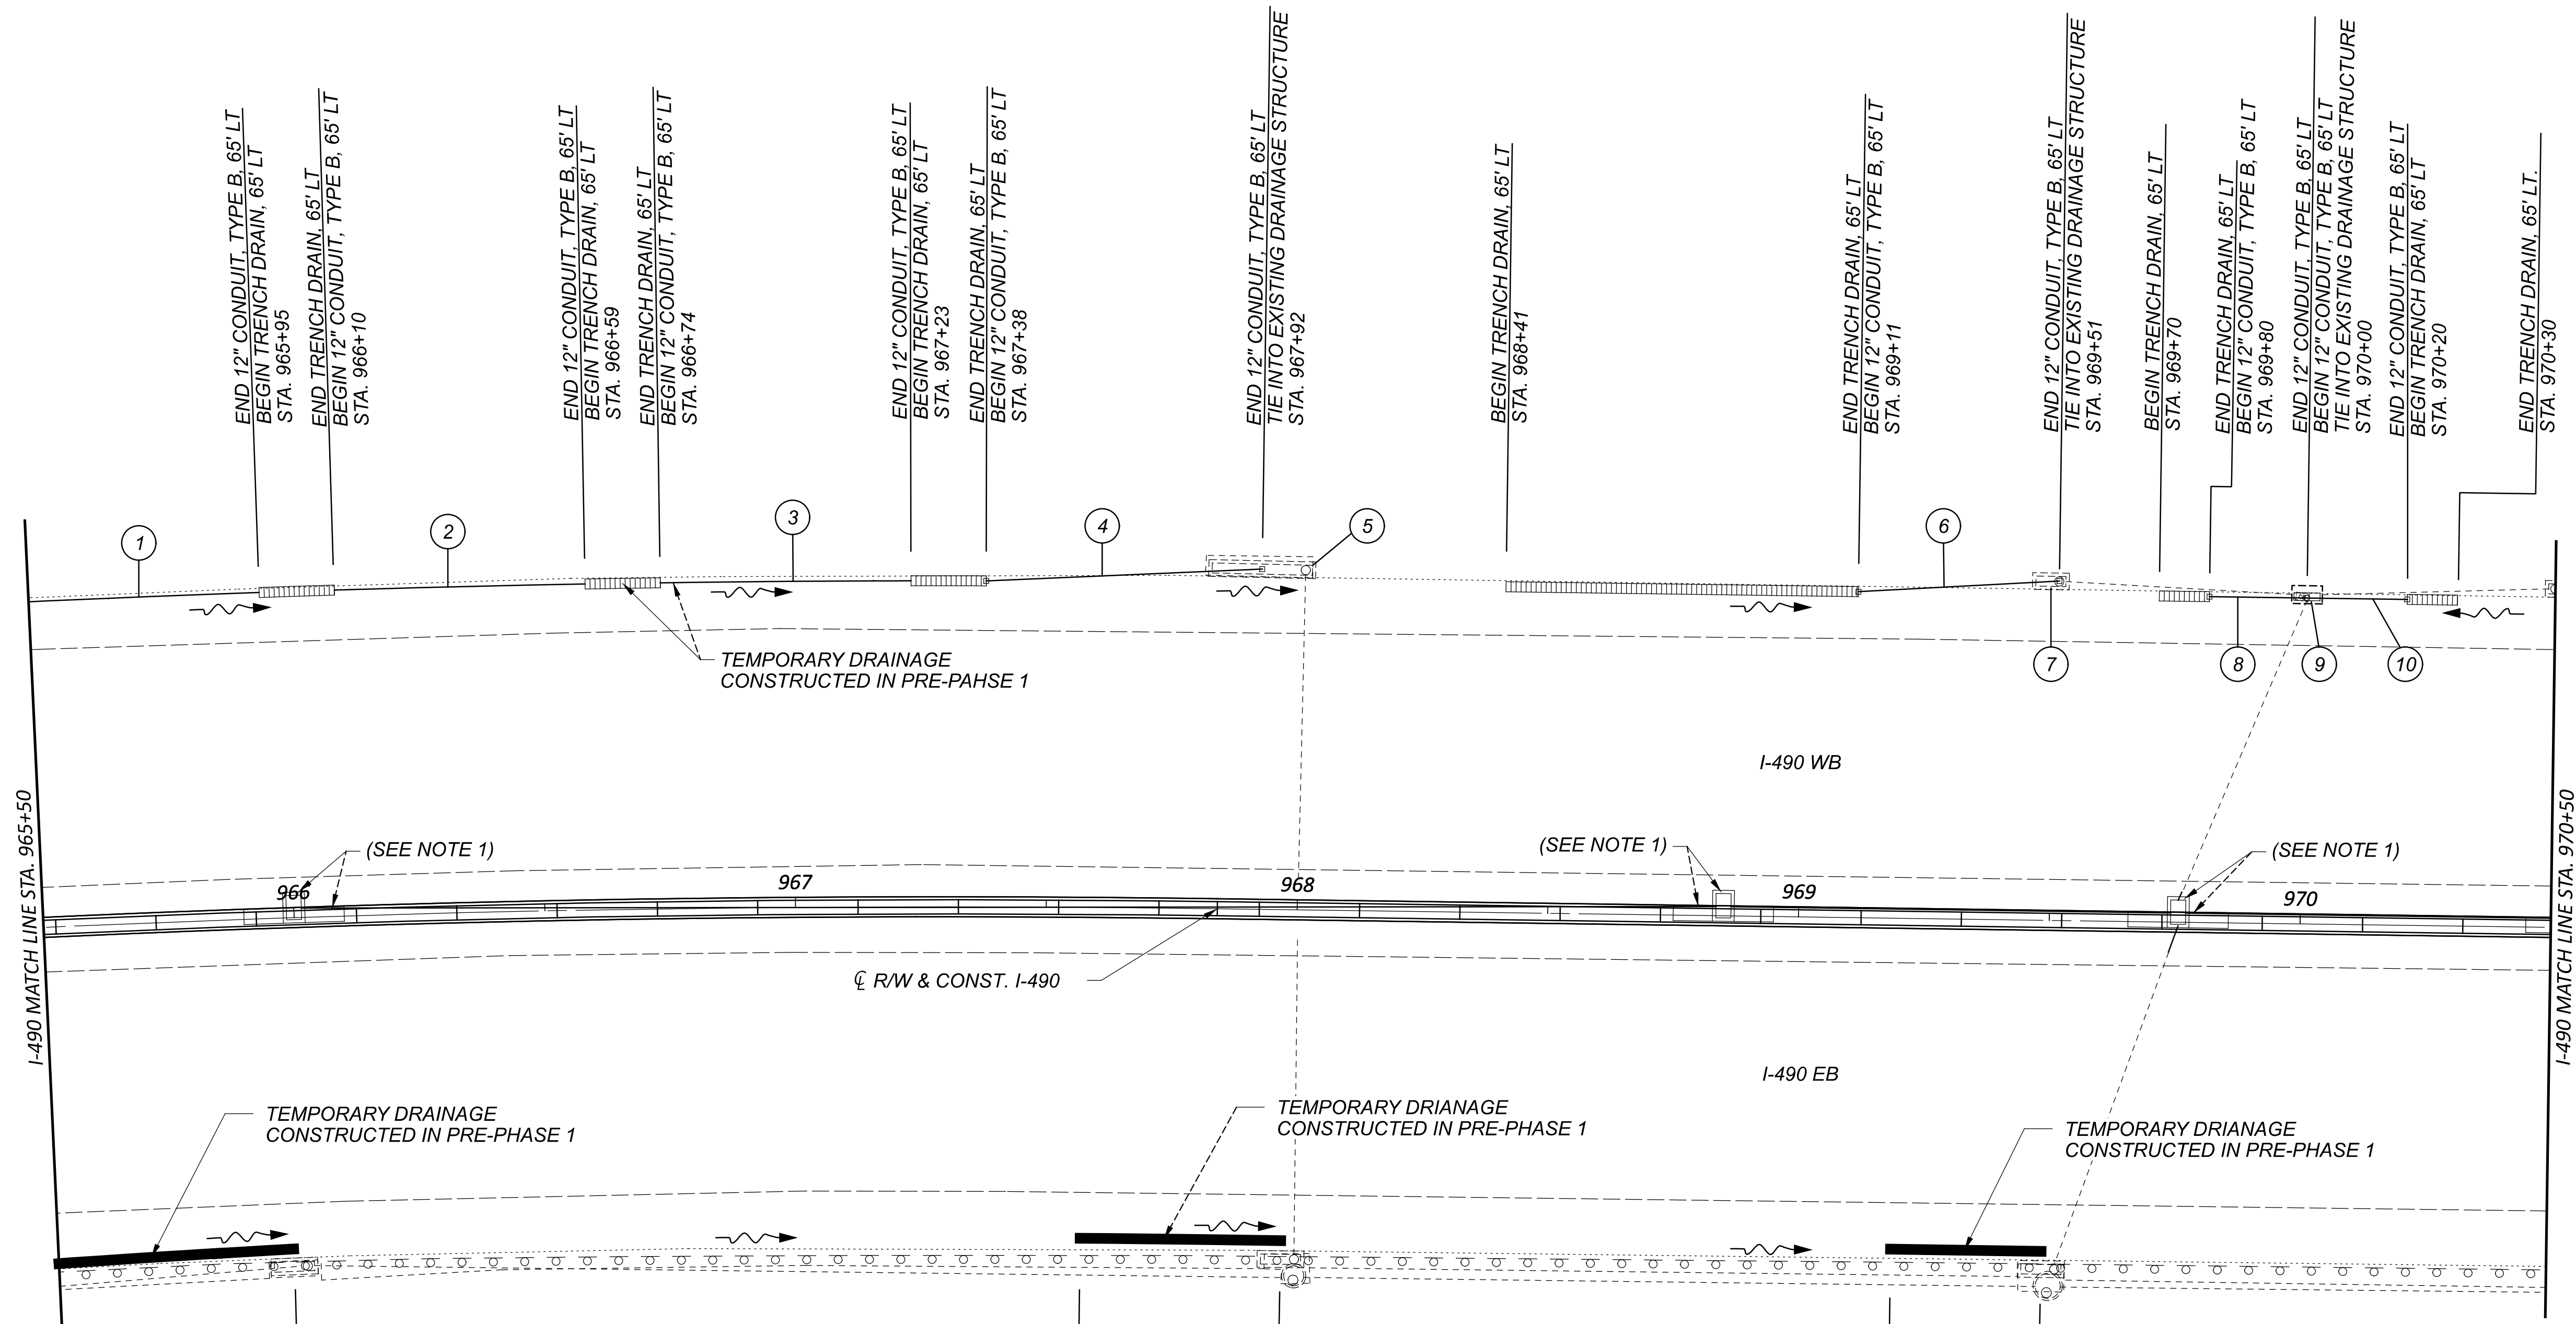 END 12" CONDUIT, TYPE B, 65' LT
BEGIN TRENCH DRAIN, 65' LT
STA. 965+95
END TRENCH DRAIN, 65' LT
BEGIN 12" CONDUIT, TYPE B, 65' LT
STA. 966+10
END 12" CONDUIT, TYPE B, 65' LT
BEGIN TRENCH DRAIN, 65' LT
STA. 966+59
END TRENCH DRAIN, 65' LT
BEGIN 12" CONDUIT, TYPE B, 65' LT
STA. 966+74
END 12" CONDUIT, TYPE B, 65' LT
BEGIN TRENCH DRAIN, 65' LT
STA. 967+23
END TRENCH DRAIN, 65' LT
BEGIN 12" CONDUIT, TYPE B, 65' LT
STA. 967+38
END 12" CONDUIT, TYPE B, 65' LT
TIE INTO EXISTING DRAINAGE STRUCTURE
STA. 967+92
BEGIN TRENCH DRAIN, 65' LT
STA. 968+41
END TRENCH DRAIN, 65' LT
BEGIN 12" CONDUIT, TYPE B, 65' LT
STA. 969+11
END 12" CONDUIT, TYPE B, 65' LT
TIE INTO EXISTING DRAINAGE STRUCTURE
STA. 969+51
BEGIN TRENCH DRAIN, 65' LT
STA. 969+70
END TRENCH DRAIN, 65' LT
BEGIN 12" CONDUIT, TYPE B, 65' LT
STA. 969+80
END 12" CONDUIT, TYPE B, 65' LT
BEGIN 12" CONDUIT, TYPE B, 65' LT
TIE INTO EXISTING DRAINAGE STRUCTURE
STA. 970+00
END 12" CONDUIT, TYPE B, 65' LT
BEGIN TRENCH DRAIN, 65' LT
STA. 970+20
END TRENCH DRAIN, 65' LT.
STA. 970+30
1
2
3
4
5
6
7
8
9
10
TEMPORARY DRAINAGE
CONSTRUCTED IN PRE-PAHSE 1
I-490 WB
I-490 MATCH LINE STA. 965+50
I-490 MATCH LINE STA. 970+50
(SEE NOTE 1)
(SEE NOTE 1)
(SEE NOTE 1)
966
967
968
969
970
℄ R/W & CONST. I-490
I-490 EB
TEMPORARY DRAINAGE
CONSTRUCTED IN PRE-PHASE 1
TEMPORARY DRIANAGE
CONSTRUCTED IN PRE-PHASE 1
TEMPORARY DRIANAGE
CONSTRUCTED IN PRE-PHASE 1